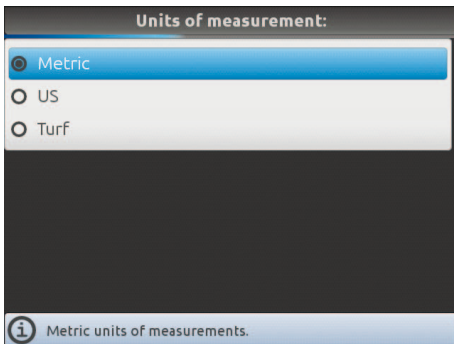 Units of measurement:
Metric
US
Turf
Metric units of measurements.